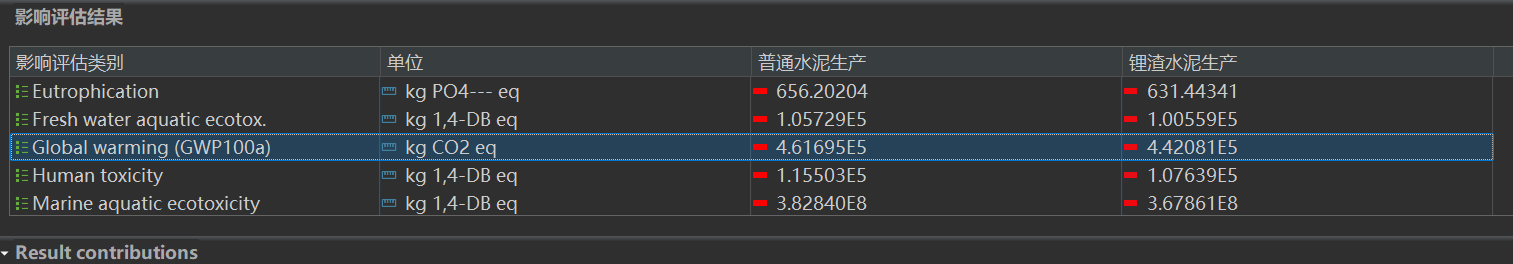 影响评估结果
影响评估类别 单位 普通水泥生产 锂渣水泥生产
Eutrophication kg PO4--- eq 656.20204 631.44341
Fresh water aquatic ecotox. kg 1,4-DB eq 1.05729E5 1.00559E5
Global warming (GWP100a) kg CO2 eq 4.61695E5 4.42081E5
Human toxicity kg 1,4-DB eq 1.15503E5 1.07639E5
Marine aquatic ecotoxicity kg 1,4-DB eq 3.82840E8 3.67861E8
Result contributions